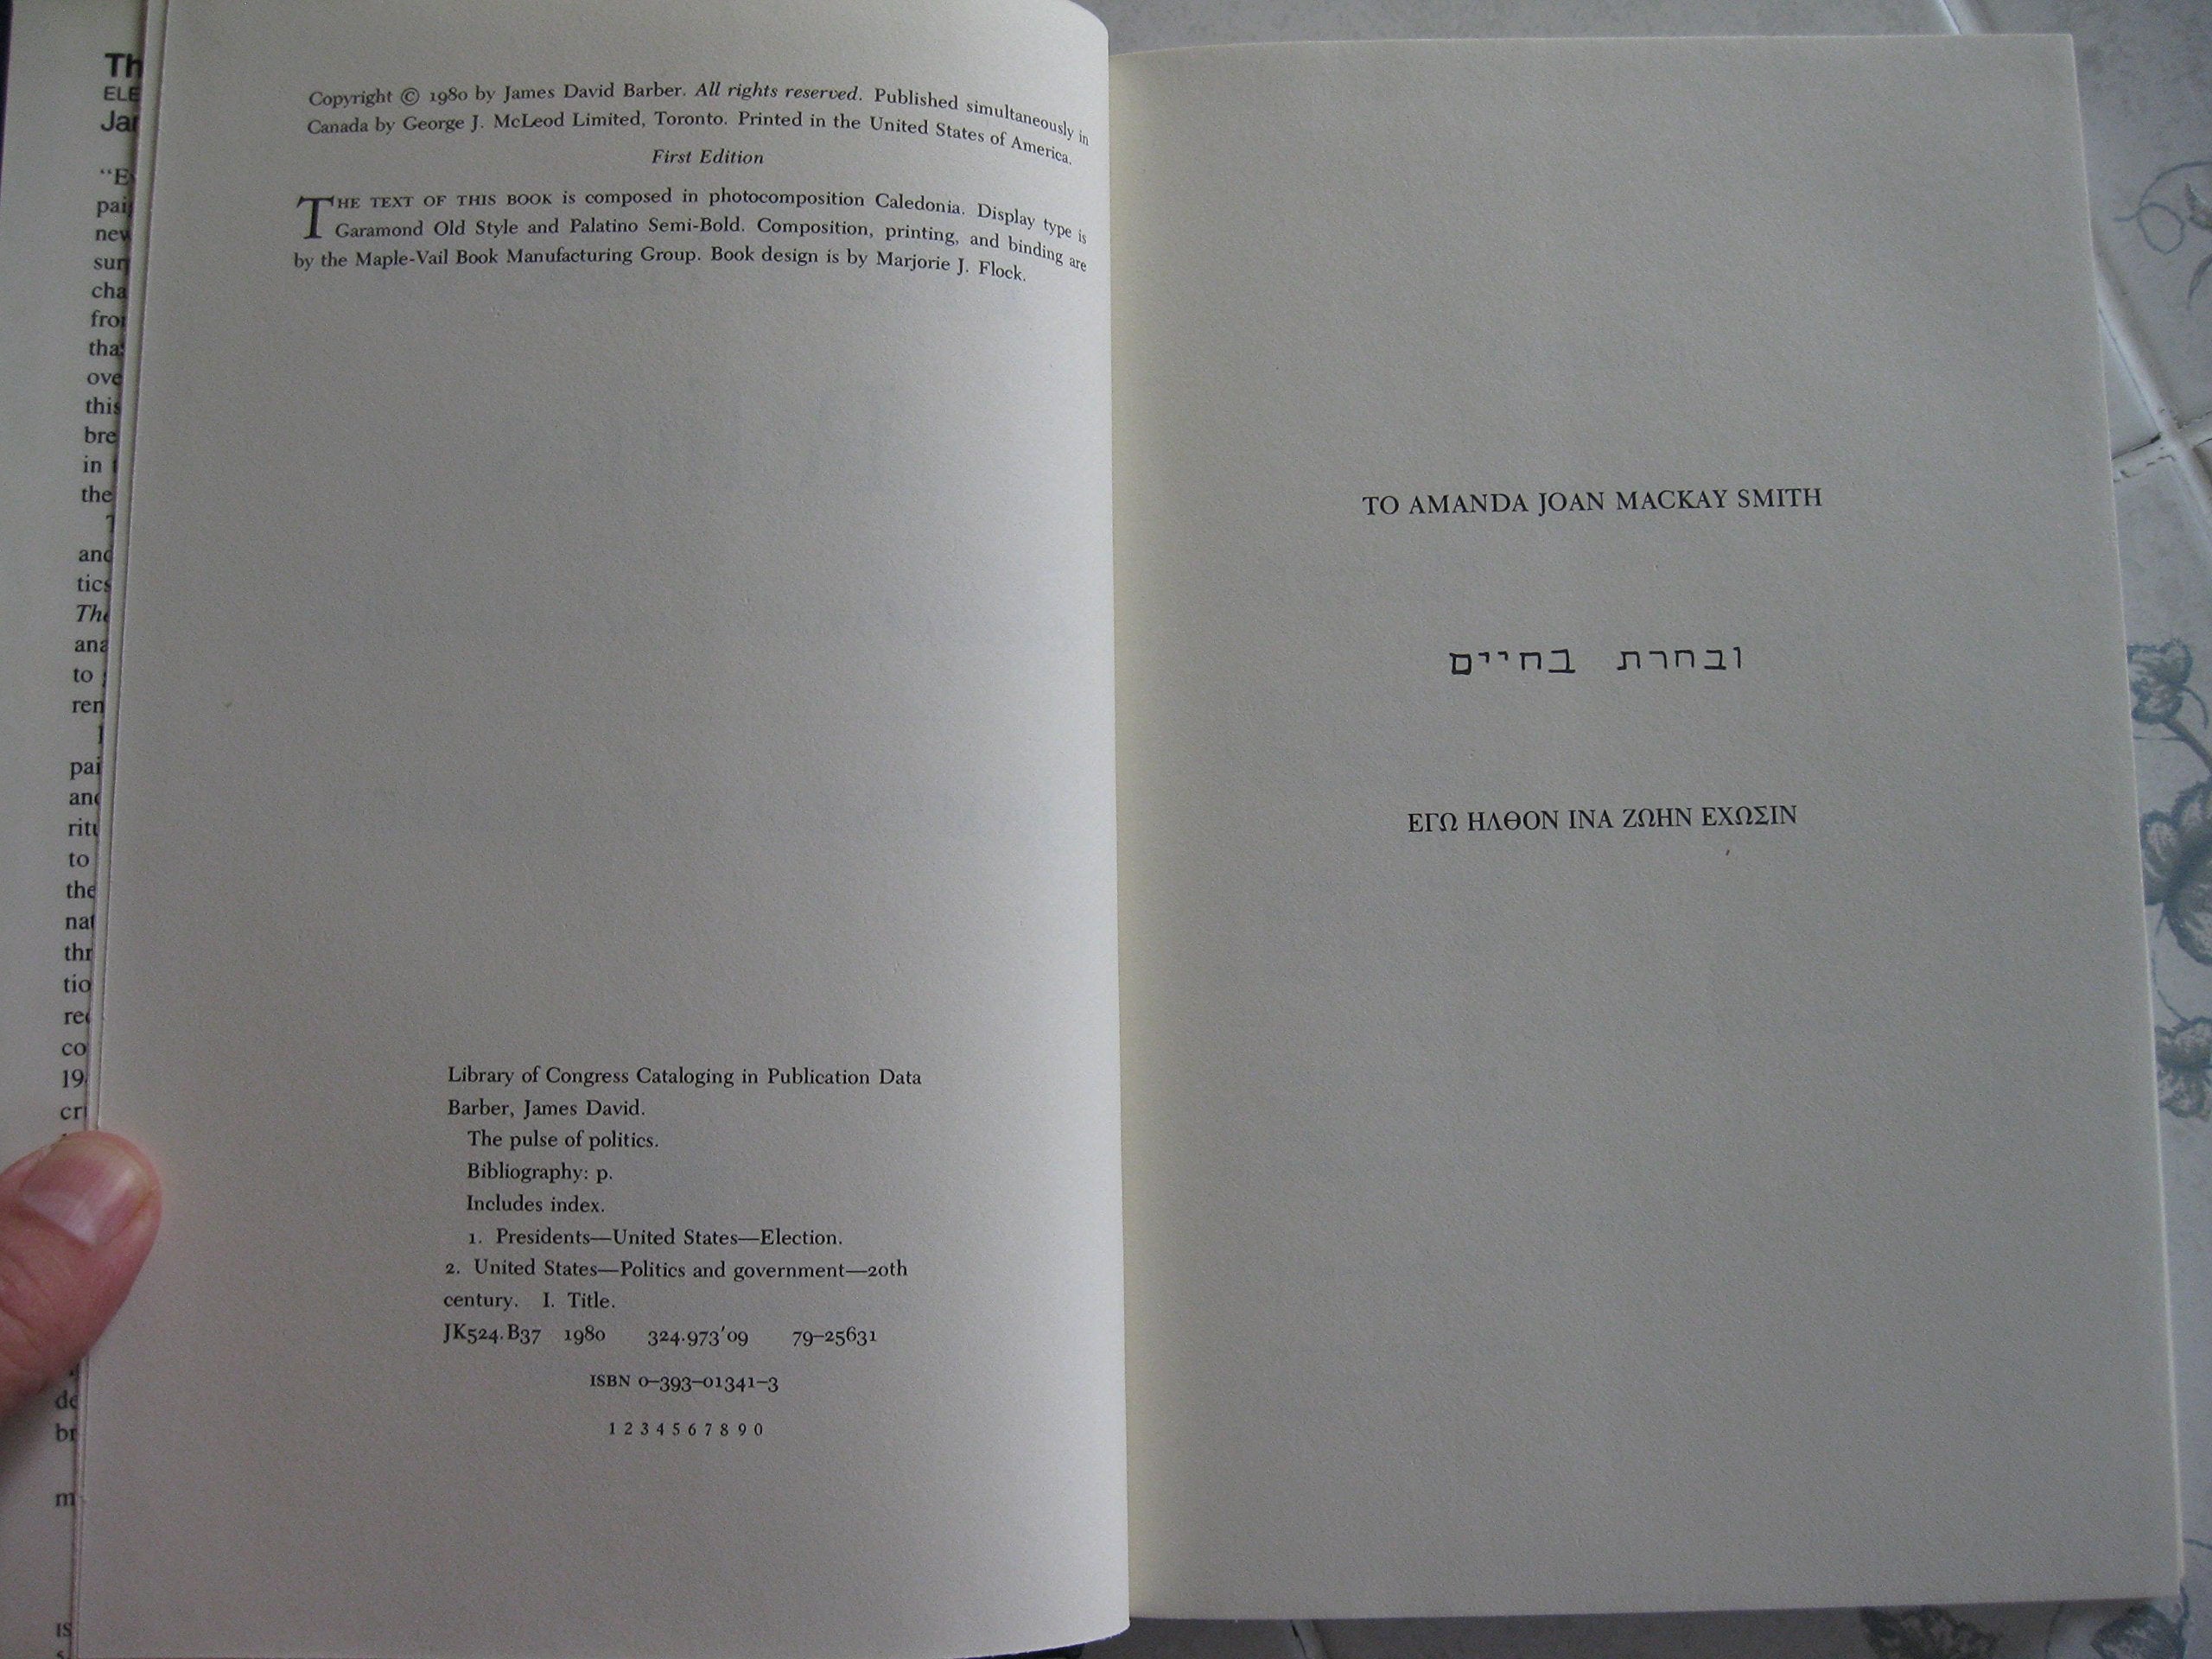 Copyright © 1980 by James David Barber. All rights reserved. Published simultaneously in
Canada by George J. McLeod Limited, Toronto. Printed in the United States of America.
First Edition
THE TEXT OF THIS BOOK is composed in photocomposition Caledonia. Display type is
Garamond Old Style and Palatino Semi-Bold. Composition, printing, and binding are
by the Maple-Vail Book Manufacturing Group. Book design is by Marjorie J. Flock.
Library of Congress Cataloging in Publication Data
Barber, James David.
The pulse of politics.
Bibliography: p.
Includes index.
1. Presidents—United States—Election.
2. United States—Politics and government—20th
century. I. Title.
JK524.B37 1980 324.973'09 79–25631
ISBN 0–393–01341–3
1 2 3 4 5 6 7 8 9 0
TO AMANDA JOAN MACKAY SMITH
ובחרת בחיים
ΕΓΩ ΗΛΘΟΝ ΙΝΑ ΖΩΗΝ ΕΧΩΣΙΝ